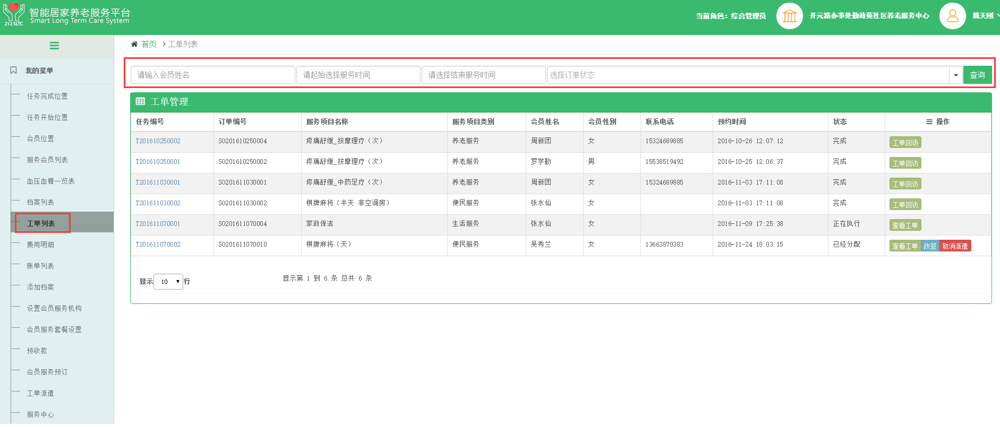 智能居家养老服务平台
Smart Long Term Care System
212 SLTC
当前角色：综合管理员
开元路办事处勤政苑社区养老服务中心
姚天刚
首页 > 工单列表
我的菜单
任务完成位置
任务开始位置
会员位置
服务会员列表
血压血糖一览表
档案列表
工单列表
费用明细
账单列表
添加档案
设置会员服务机构
会员服务套餐设置
预收款
会员服务预订
工单派遣
服务中心
请输入会员姓名 请起始选择服务时间 请选择结束服务时间 选择订单状态 查询
工单管理
任务编号 订单编号 服务项目名称 服务项目类别 会员姓名 会员性别 联系电话 预约时间 状态 操作
T201610250002 SO201610250004 疼痛舒缓_按摩理疗（次） 养老服务 周新团 女 15324689885 2016-10-26 12:07:12 完成 工单回访
T201610250001 SO201610250002 疼痛舒缓_按摩理疗（次） 养老服务 罗学勤 男 15538519492 2016-10-25 12:06:37 完成 工单回访
T201611030001 SO201611030001 疼痛舒缓_中药足疗（次） 养老服务 周新团 女 15324689885 2016-11-03 17:11:08 完成 工单回访
T201611030002 SO201611030002 棋牌麻将（半天 非空调房） 便民服务 张水仙 女 2016-11-03 17:11:08 完成 工单回访
T201611070001 SO201611070004 家政保洁 生活服务 张水仙 女 2016-11-09 17:25:38 正在执行 查看工单
T201611070002 SO201611070010 棋牌麻将（天） 便民服务 吴秀兰 女 13663870383 2016-11-24 18:03:15 已经分配 查看工单 改签 取消派遣
显示 10 行
显示第 1 到 6 条 总共 6 条